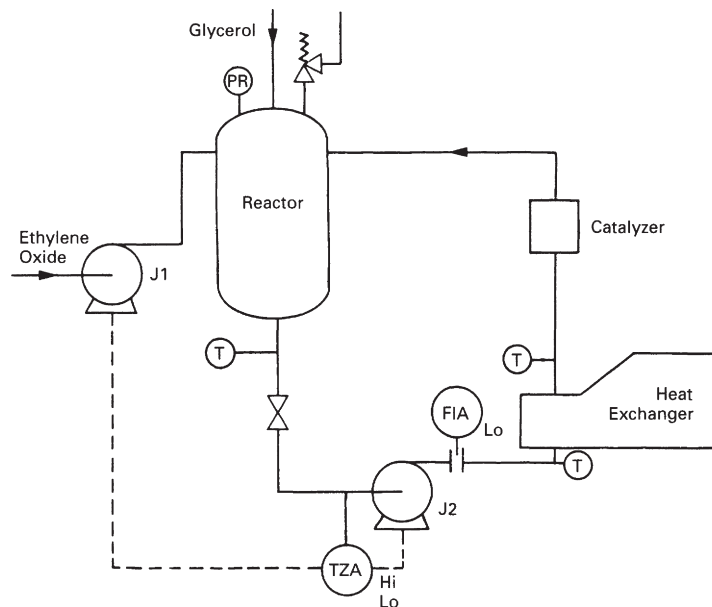 Glycerol
PR
Reactor
Ethylene
Oxide
J1
Catalyzer
T
T
FIA
Lo
Heat
Exchanger
T
J2
TZA
Hi
Lo